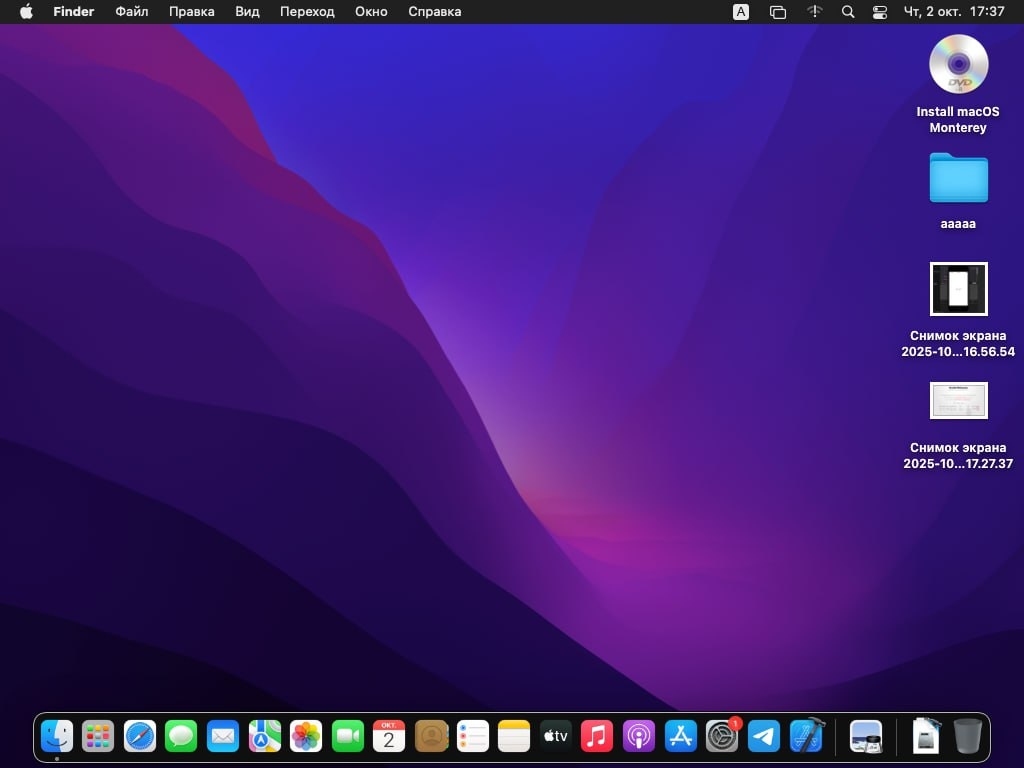 Finder Файл Правка Вид Переход Окно Справка A Чт, 2 окт. 17:37
DVD
Install macOS
Monterey
aaaaa
Снимок экрана
2025-10...16.56.54
Снимок экрана
2025-10...17.27.37
ОКТ.
2
tv
1